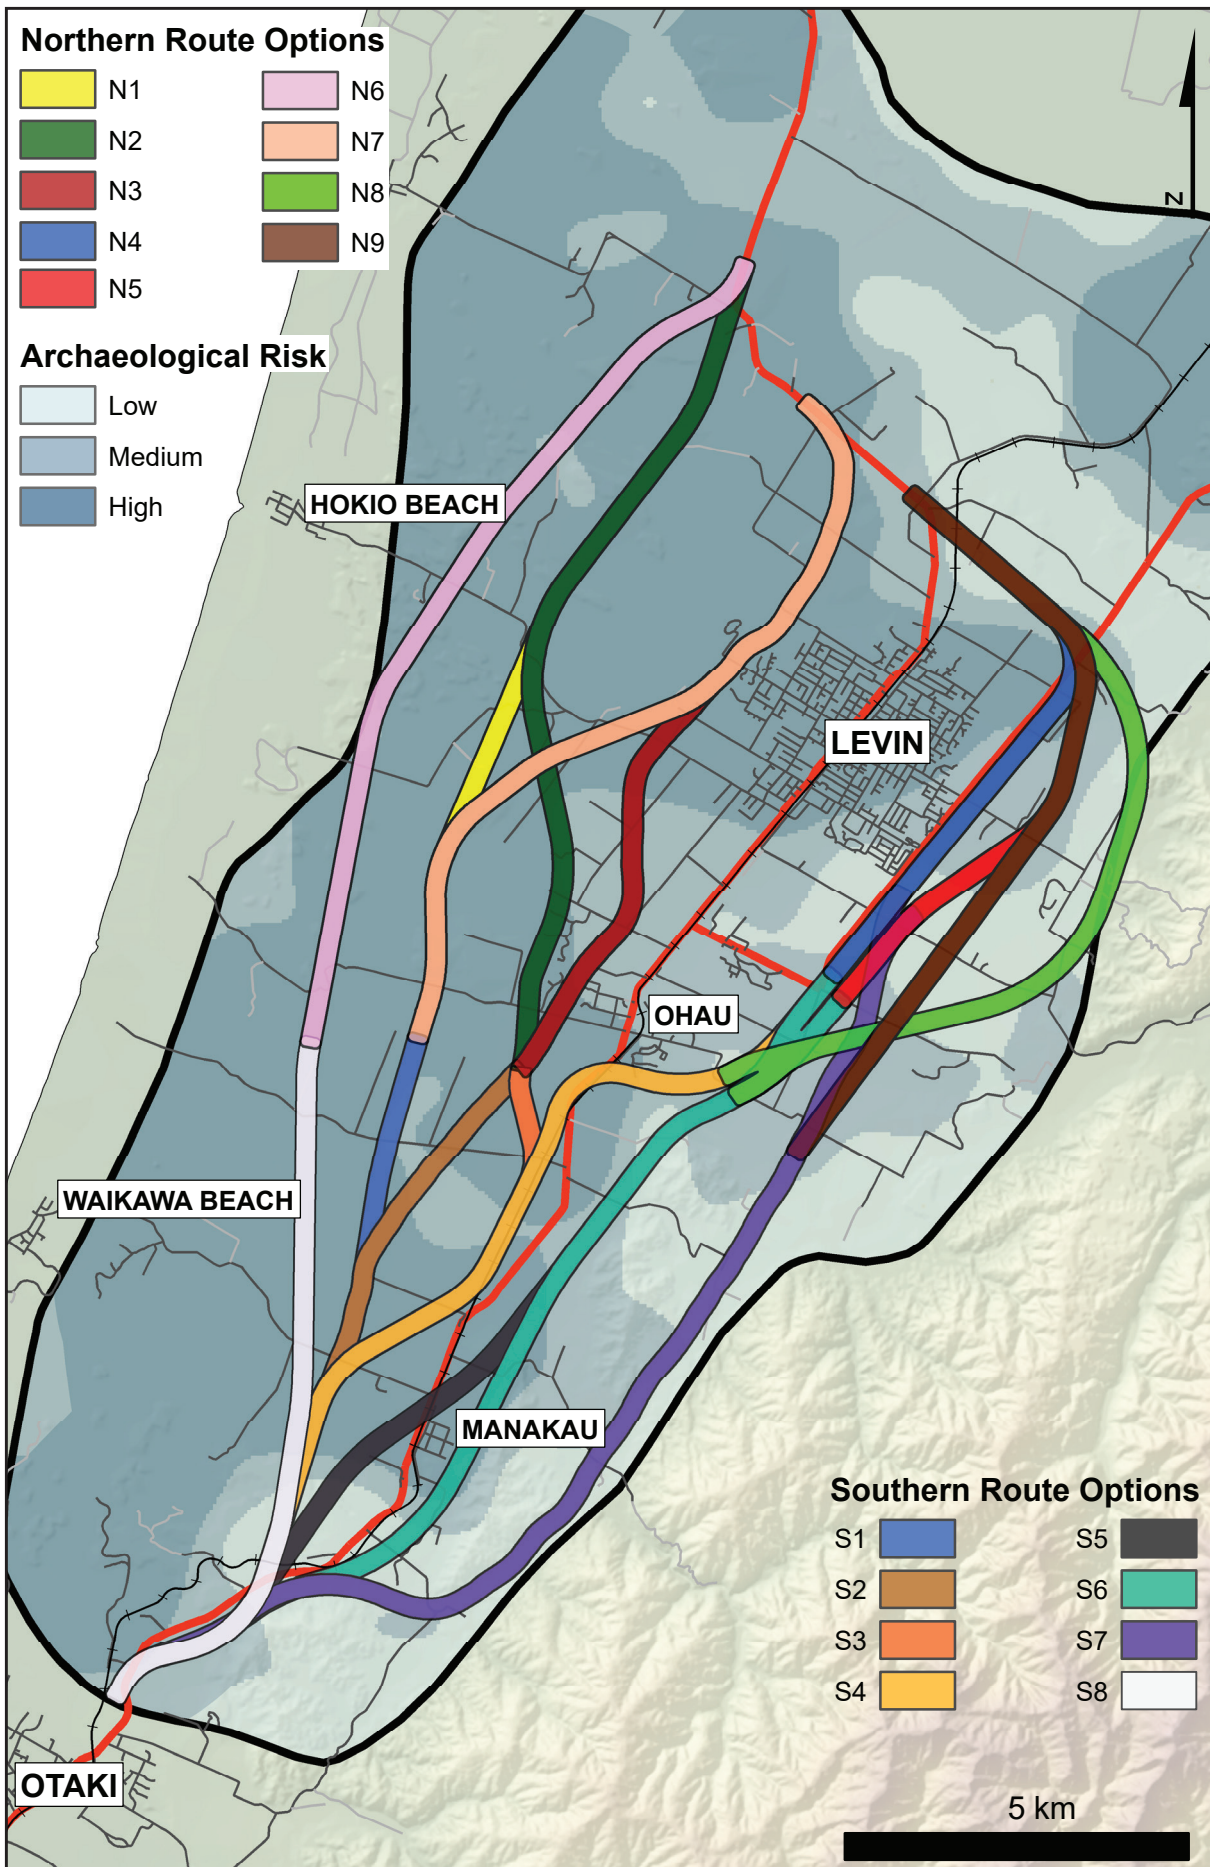 Northern Route Options
N1
N2
N3
N4
N5
N6
N7
N8
N9
Archaeological Risk
Low
Medium
High
N
HOKIO BEACH
LEVIN
OHAU
WAIKAWA BEACH
MANAKAU
OTAKI
Southern Route Options
S1
S2
S3
S4
S5
S6
S7
S8
5 km